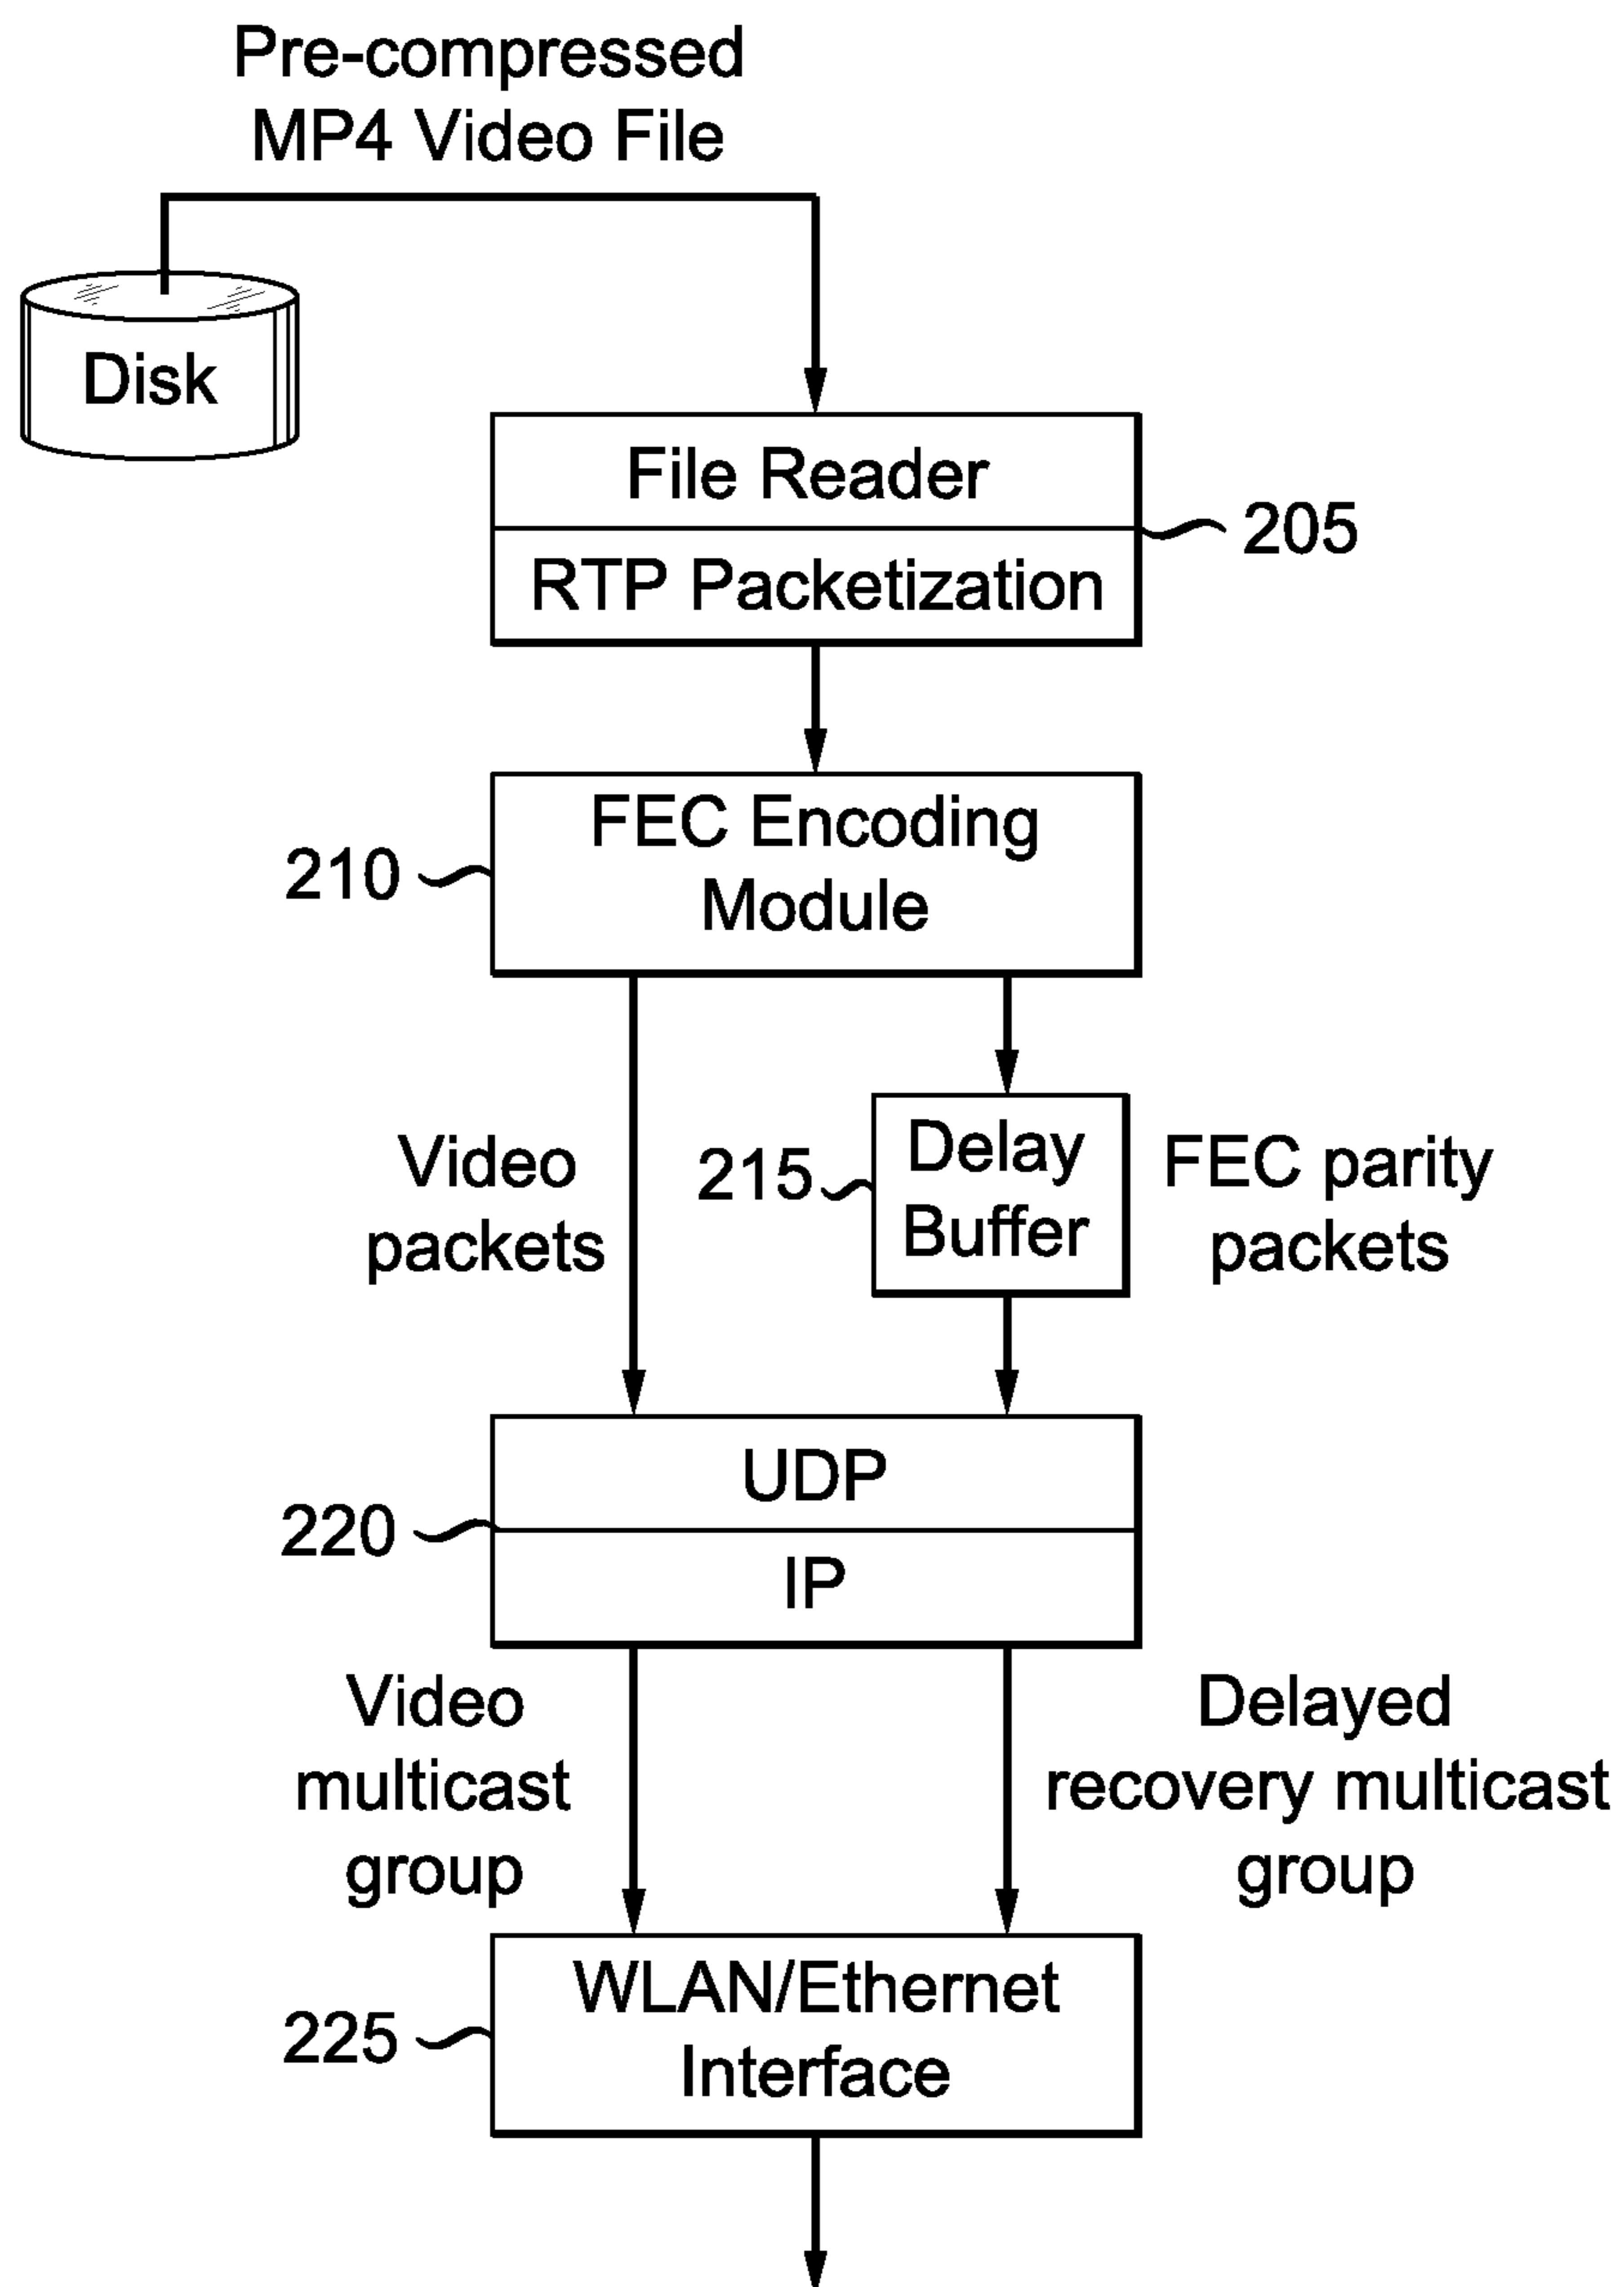 Pre-compressed
MP4 Video File
Disk
File Reader
205
RTP Packetization
FEC Encoding
210
Module
Video
packets
215
Delay
Buffer
FEC parity
packets
UDP
220
IP
Video
multicast
group
Delayed
recovery multicast
group
WLAN/Ethernet
225
Interface